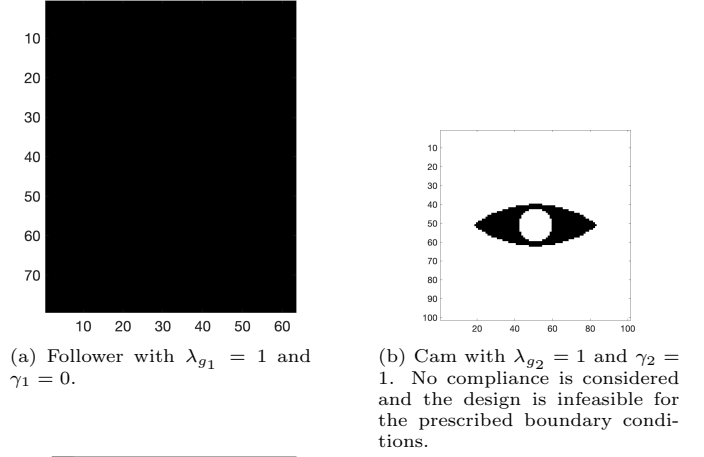 10
20
30
40
50
60
70
10 20 30 40 50 60
(a) Follower with λg1 = 1 and
γ1 = 0.
10
20
30
40
50
60
70
80
90
100
20 40 60 80 100
(b) Cam with λg2 = 1 and γ2 =
1. No compliance is considered
and the design is infeasible for
the prescribed boundary condi-
tions.